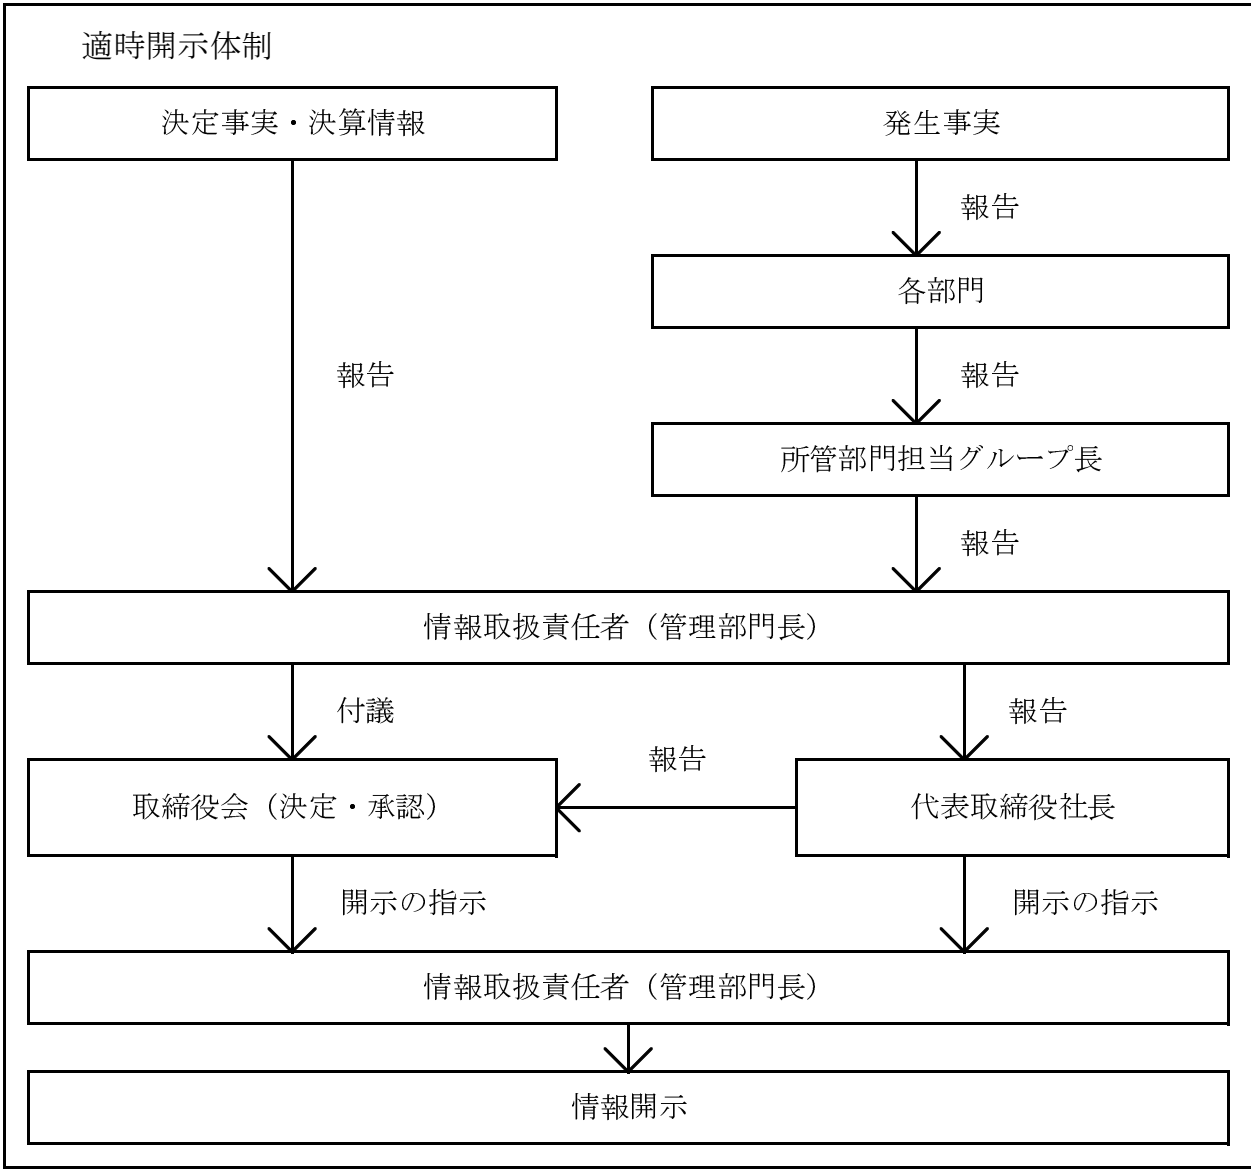 適時開示体制
決定事実・決算情報
発生事実
報告
各部門
報告
報告
所管部門担当グループ長
報告
情報取扱責任者（管理部門長）
付議
報告
報告
取締役会（決定・承認）
代表取締役社長
開示の指示
開示の指示
情報取扱責任者（管理部門長）
情報開示